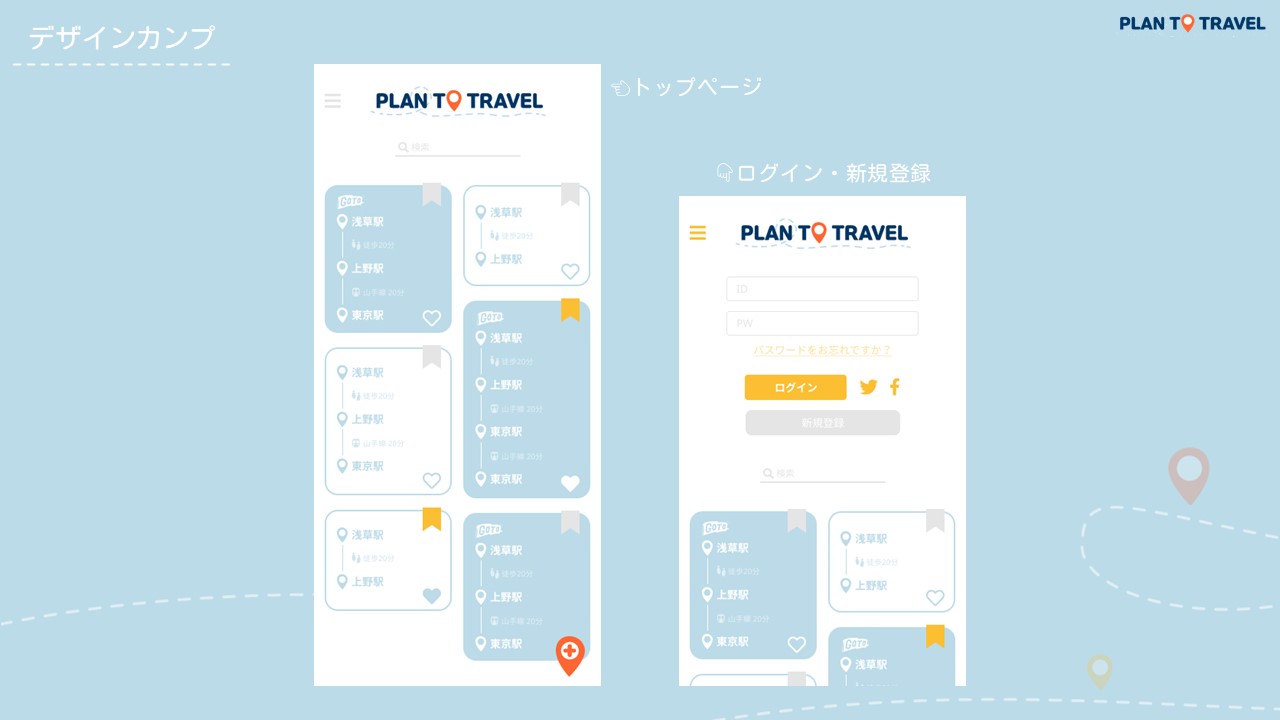 デザインカンプ
PLAN TO TRAVEL
トップページ
PLAN TO TRAVEL
検索
GoTo
浅草駅
徒歩20分
上野駅
山手線 20分
東京駅
浅草駅
徒歩20分
上野駅
浅草駅
徒歩20分
上野駅
山手線 20分
東京駅
GoTo
浅草駅
徒歩20分
上野駅
山手線 20分
東京駅
山手線 20分
東京駅
浅草駅
徒歩20分
上野駅
GoTo
浅草駅
徒歩20分
上野駅
山手線 20分
東京駅
ログイン・新規登録
PLAN TO TRAVEL
ID
PW
パスワードをお忘れですか?
ログイン
新規登録
検索
GoTo
浅草駅
徒歩20分
上野駅
山手線 20分
東京駅
浅草駅
徒歩20分
上野駅
GoTo
浅草駅